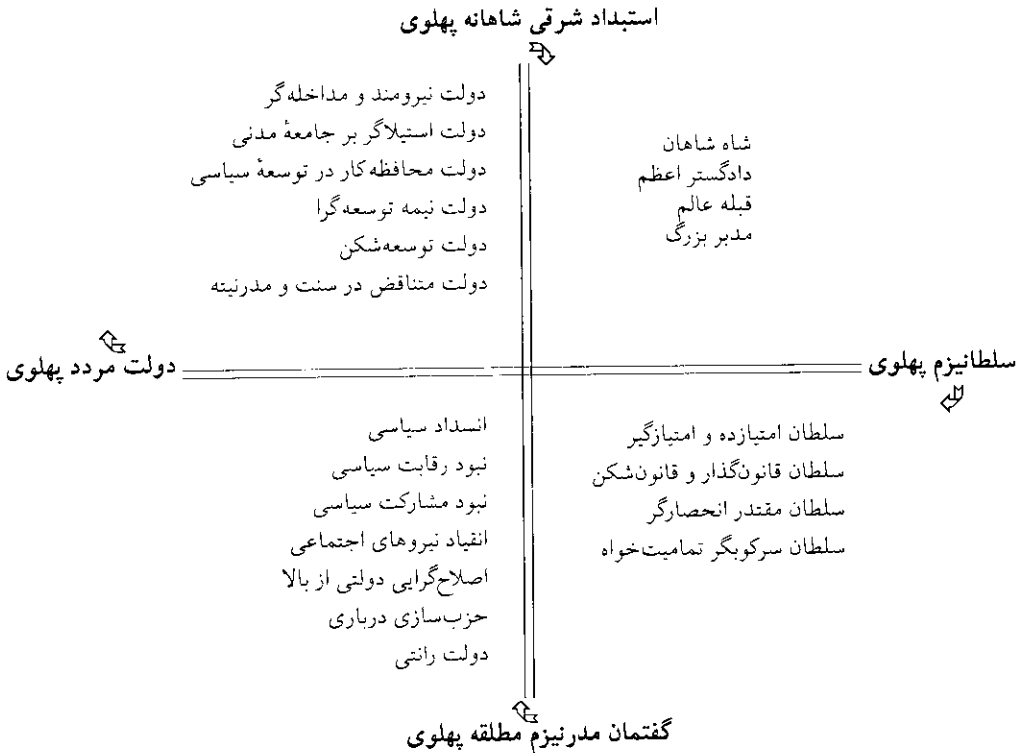 استبداد شرقی شاهانه پهلوی
شاه شاهان
دادگستر اعظم
قبله عالم
مدبر بزرگ
دولت نیرومند و مداخله‌گر
دولت استیلاگر بر جامعهٔ مدنی
دولت محافظه‌کار در توسعهٔ سیاسی
دولت نیمه توسعه‌گرا
دولت توسعه‌شکن
دولت متناقض در سنت و مدرنیته
سلطانیزم پهلوی
دولت مردد پهلوی
سلطان امتیازده و امتیازگیر
سلطان قانون‌گذار و قانون‌شکن
سلطان مقتدر انحصارگر
سلطان سرکوبگر تمامیت‌خواه
انسداد سیاسی
نبود رقابت سیاسی
نبود مشارکت سیاسی
انقیاد نیروهای اجتماعی
اصلاح‌گرایی دولتی از بالا
حزب‌سازی درباری
دولت رانتی
گفتمان مدرنیزم مطلقه پهلوی